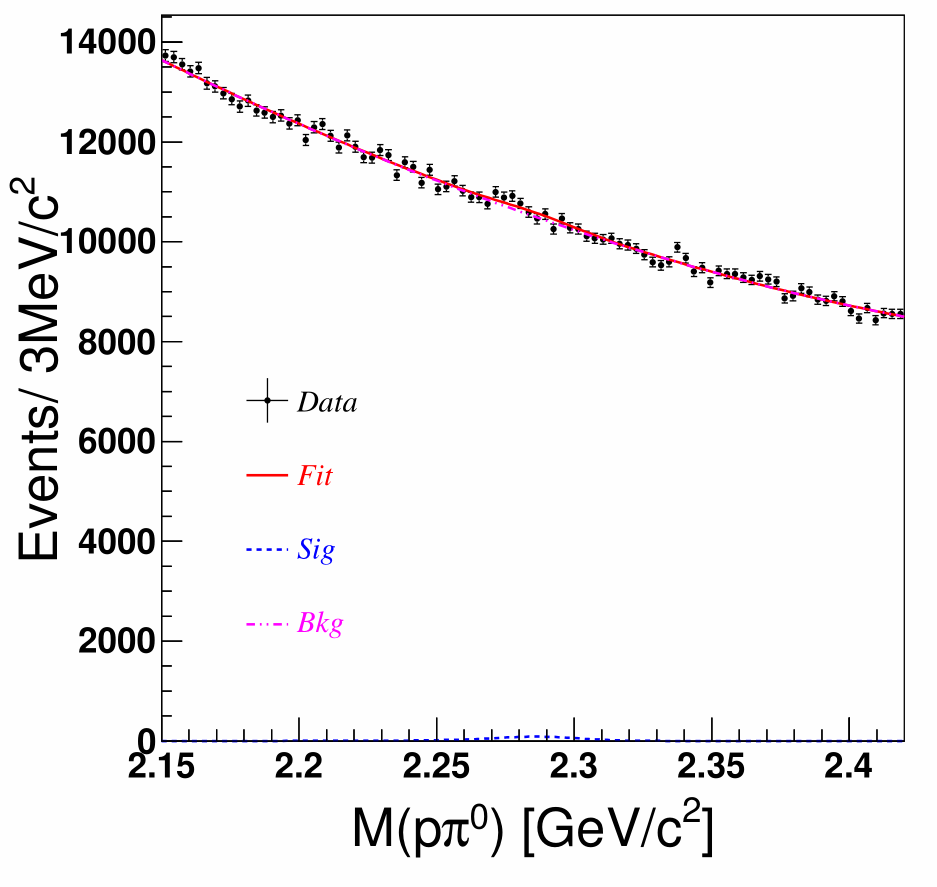 Events/ 3MeV/c²
14000
12000
10000
8000
6000
4000
2000
0
Data
Fit
Sig
Bkg
2.15 2.2 2.25 2.3 2.35 2.4
M(pπ⁰) [GeV/c²]